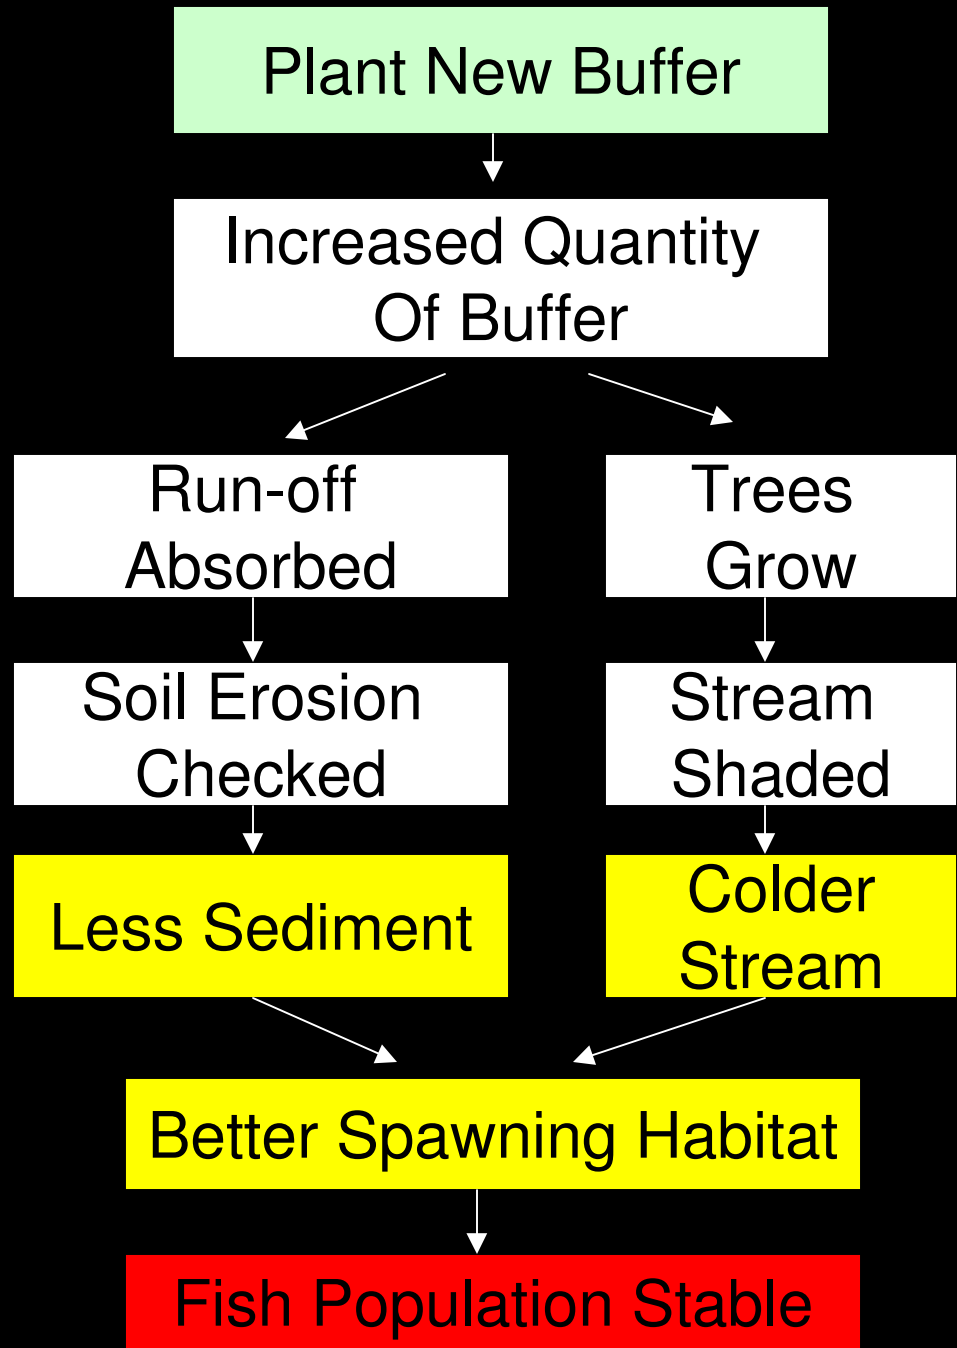 Plant New Buffer
Increased Quantity
Of Buffer
Run-off
Absorbed
Trees
Grow
Soil Erosion
Checked
Stream
Shaded
Less Sediment
Colder
Stream
Better Spawning Habitat
Fish Population Stable